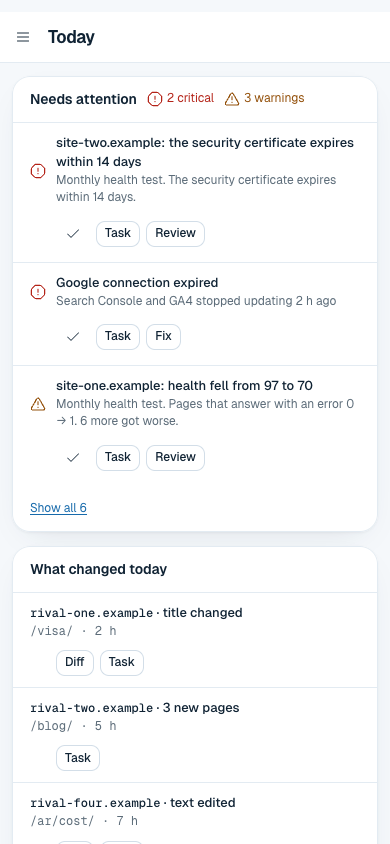 Today
Needs attention 2 critical 3 warnings
site-two.example: the security certificate expires
within 14 days
Monthly health test. The security certificate expires
within 14 days.
Task Review
Google connection expired
Search Console and GA4 stopped updating 2 h ago
Task Fix
site-one.example: health fell from 97 to 70
Monthly health test. Pages that answer with an error 0
→ 1. 6 more got worse.
Task Review
Show all 6
What changed today
rival-one.example · title changed
/visa/ · 2 h
Diff Task
rival-two.example · 3 new pages
/blog/ · 5 h
Task
rival-four.example · text edited
/ar/cost/ · 7 h